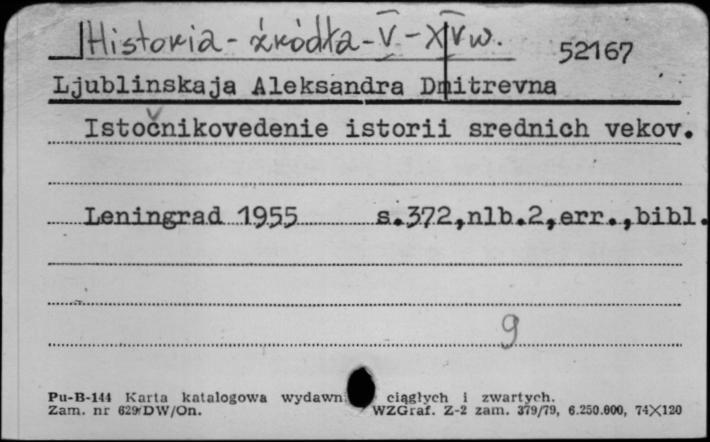 Historia - źródła - V - XV w.
52167
Ljublinskaja Aleksandra Dmitrevna
Istočnikovedenie istorii srednich vekov.
Leningrad 1955 s.372,nlb.2,err.,bibl.
9
Pu-B-144 Karta katalogowa wydawn ciągłych i zwartych.
Zam. nr 629/DW/On. WZGraf. Z-2 zam. 379/79, 6.250.000, 74×120